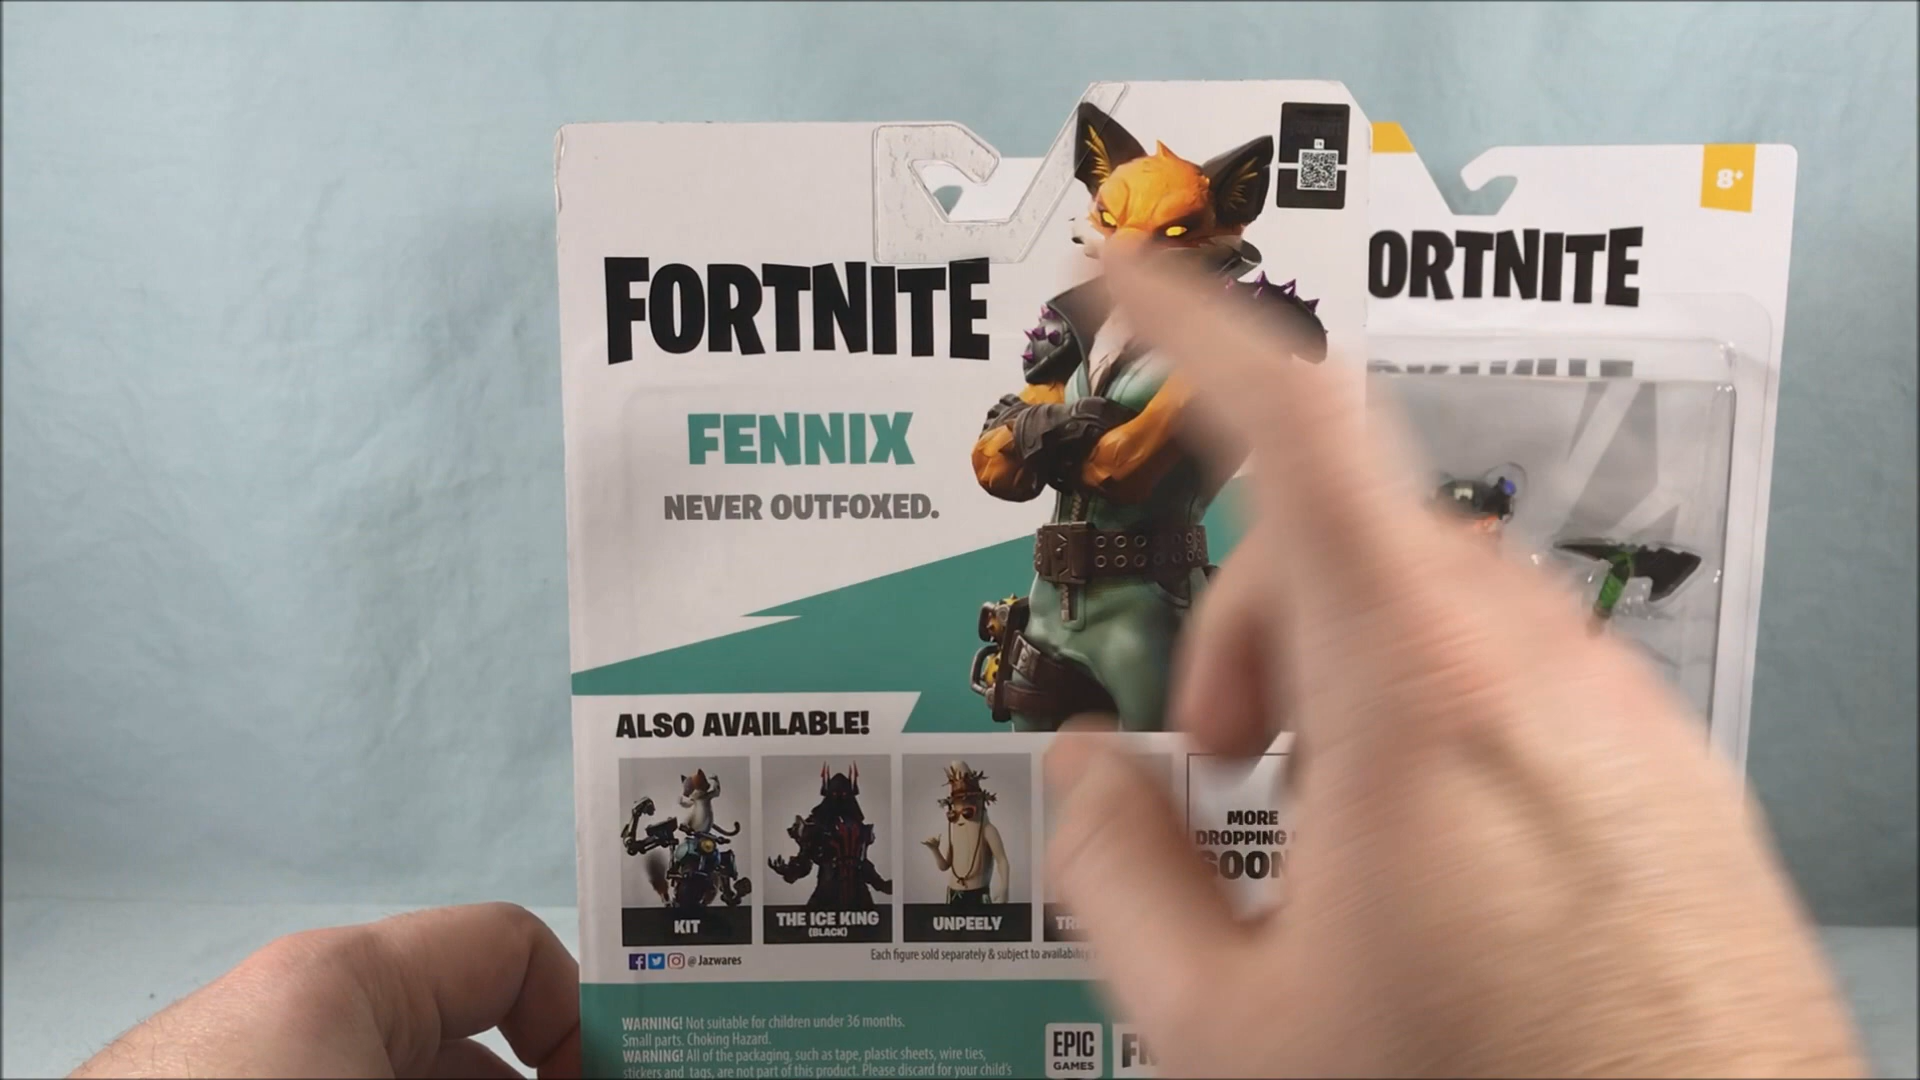 FORTNITE
FENNIX
NEVER OUTFOXED.
ALSO AVAILABLE!
KIT
THE ICE KING
(BLACK)
UNPEELY
MORE
DROPPING
SOON
@Jazwares
Each figure sold separately & subject to availability.
WARNING! Not suitable for children under 36 months.
Small parts. Choking Hazard.
WARNING! All of the packaging, such as tape, plastic sheets, wire ties,
stickers and tags, are not part of this product. Please discard for your child's
EPIC
GAMES
8+
ORTNITE